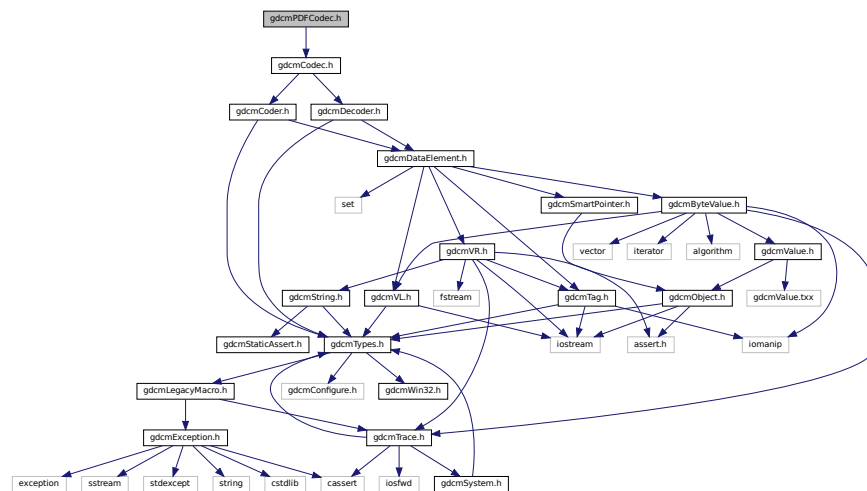 gdcmPDFCodec.h
gdcmCodec.h
gdcmCoder.h
gdcmDecoder.h
gdcmDataElement.h
set
gdcmSmartPointer.h
gdcmByteValue.h
gdcmVR.h
vector
iterator
algorithm
gdcmValue.h
gdcmString.h
gdcmVL.h
fstream
gdcmTag.h
gdcmObject.h
gdcmValue.txx
gdcmStaticAssert.h
gdcmTypes.h
iostream
assert.h
iomanip
gdcmLegacyMacro.h
gdcmConfigure.h
gdcmWin32.h
gdcmException.h
gdcmTrace.h
exception
sstream
stdexcept
string
cstdlib
cassert
iosfwd
gdcmSystem.h